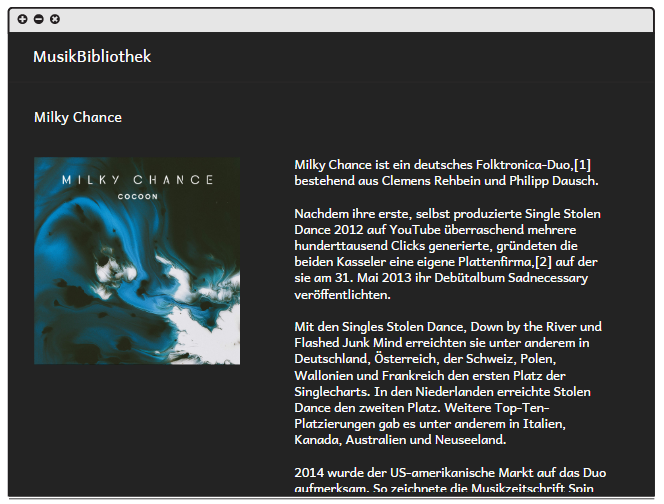 MusikBibliothek
Milky Chance
MILKY CHANCE
COCOON
Milky Chance ist ein deutsches Folktronica-Duo,[1]
bestehend aus Clemens Rehbein und Philipp Dausch.
Nachdem ihre erste, selbst produzierte Single Stolen
Dance 2012 auf YouTube überraschend mehrere
hunderttausend Clicks generierte, gründeten die
beiden Kasseler eine eigene Plattenfirma,[2] auf der
sie am 31. Mai 2013 ihr Debütalbum Sadnecessary
veröffentlichten.
Mit den Singles Stolen Dance, Down by the River und
Flashed Junk Mind erreichten sie unter anderem in
Deutschland, Österreich, der Schweiz, Polen,
Wallonien und Frankreich den ersten Platz der
Singlecharts. In den Niederlanden erreichte Stolen
Dance den zweiten Platz. Weitere Top-Ten-
Platzierungen gab es unter anderem in Italien,
Kanada, Australien und Neuseeland.
2014 wurde der US-amerikanische Markt auf das Duo
aufmerksam. So zeichnete die Musikzeitschrift Spin